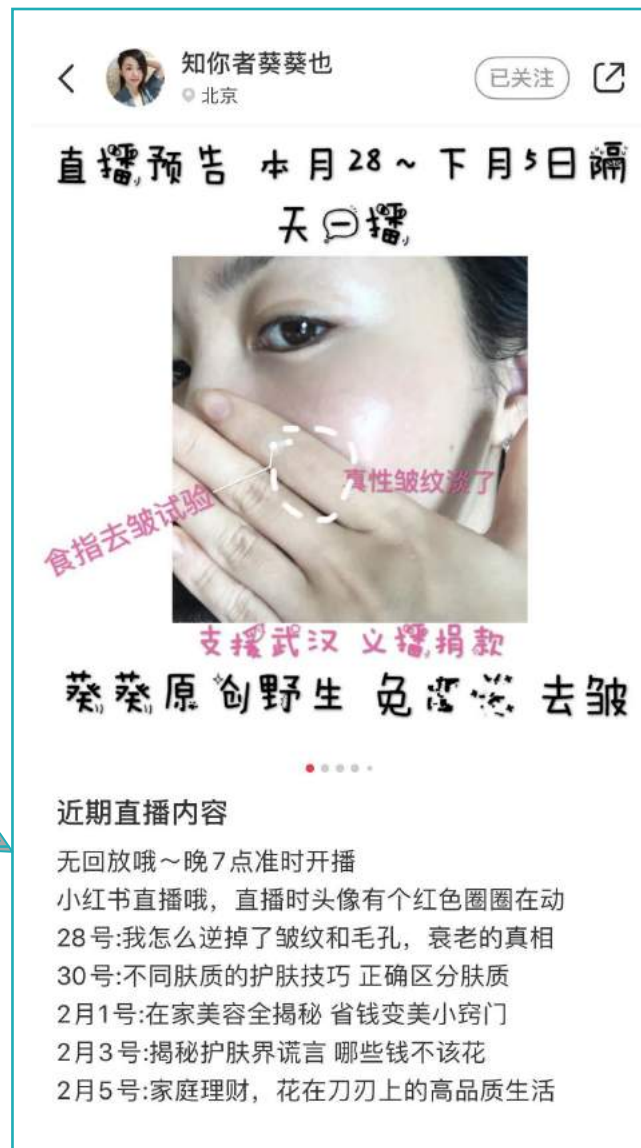 知你者葵葵也
北京
已关注
直播预告 本月28~下月5日隔
天一播
真性皱纹淡了
食指去皱试验
支援武汉 义播捐款
葵葵原创野生 免 去皱
近期直播内容
无回放哦~晚7点准时开播
小红书直播哦，直播时头像有个红色圈圈在动
28号:我怎么逆掉了皱纹和毛孔，衰老的真相
30号:不同肤质的护肤技巧 正确区分肤质
2月1号:在家美容全揭秘 省钱变美小窍门
2月3号:揭秘护肤界谎言 哪些钱不该花
2月5号:家庭理财，花在刀刃上的高品质生活